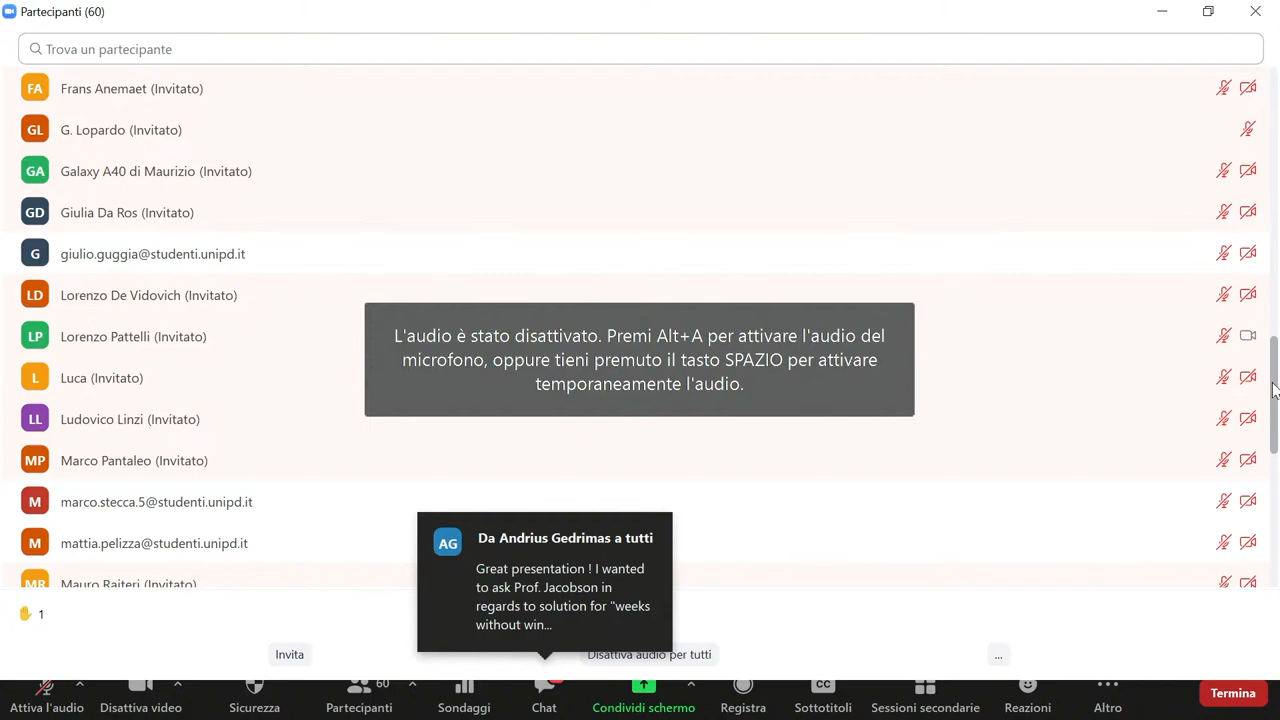 Partecipanti (60)
Trova un partecipante
FA Frans Anemaet (Invitato)
GL G. Lopardo (Invitato)
GA Galaxy A40 di Maurizio (Invitato)
GD Giulia Da Ros (Invitato)
G giulio.guggia@studenti.unipd.it
LD Lorenzo De Vidovich (Invitato)
LP Lorenzo Pattelli (Invitato)
L Luca (Invitato)
LL Ludovico Linzi (Invitato)
MP Marco Pantaleo (Invitato)
M marco.stecca.5@studenti.unipd.it
M mattia.pelizza@studenti.unipd.it
MR Mauro Raiteri (Invitato)
L'audio è stato disattivato. Premi Alt+A per attivare l'audio del
microfono, oppure tieni premuto il tasto SPAZIO per attivare
temporaneamente l'audio.
AG Da Andrius Gedrimas a tutti
Great presentation ! I wanted
to ask Prof. Jacobson in
regards to solution for "weeks
without win...
1
Invita
Disattiva audio per tutti
...
60
CC
Attiva l'audio
Disattiva video
Sicurezza
Partecipanti
Sondaggi
Chat
Condividi schermo
Registra
Sottotitoli
Sessioni secondarie
Reazioni
Altro
Termina